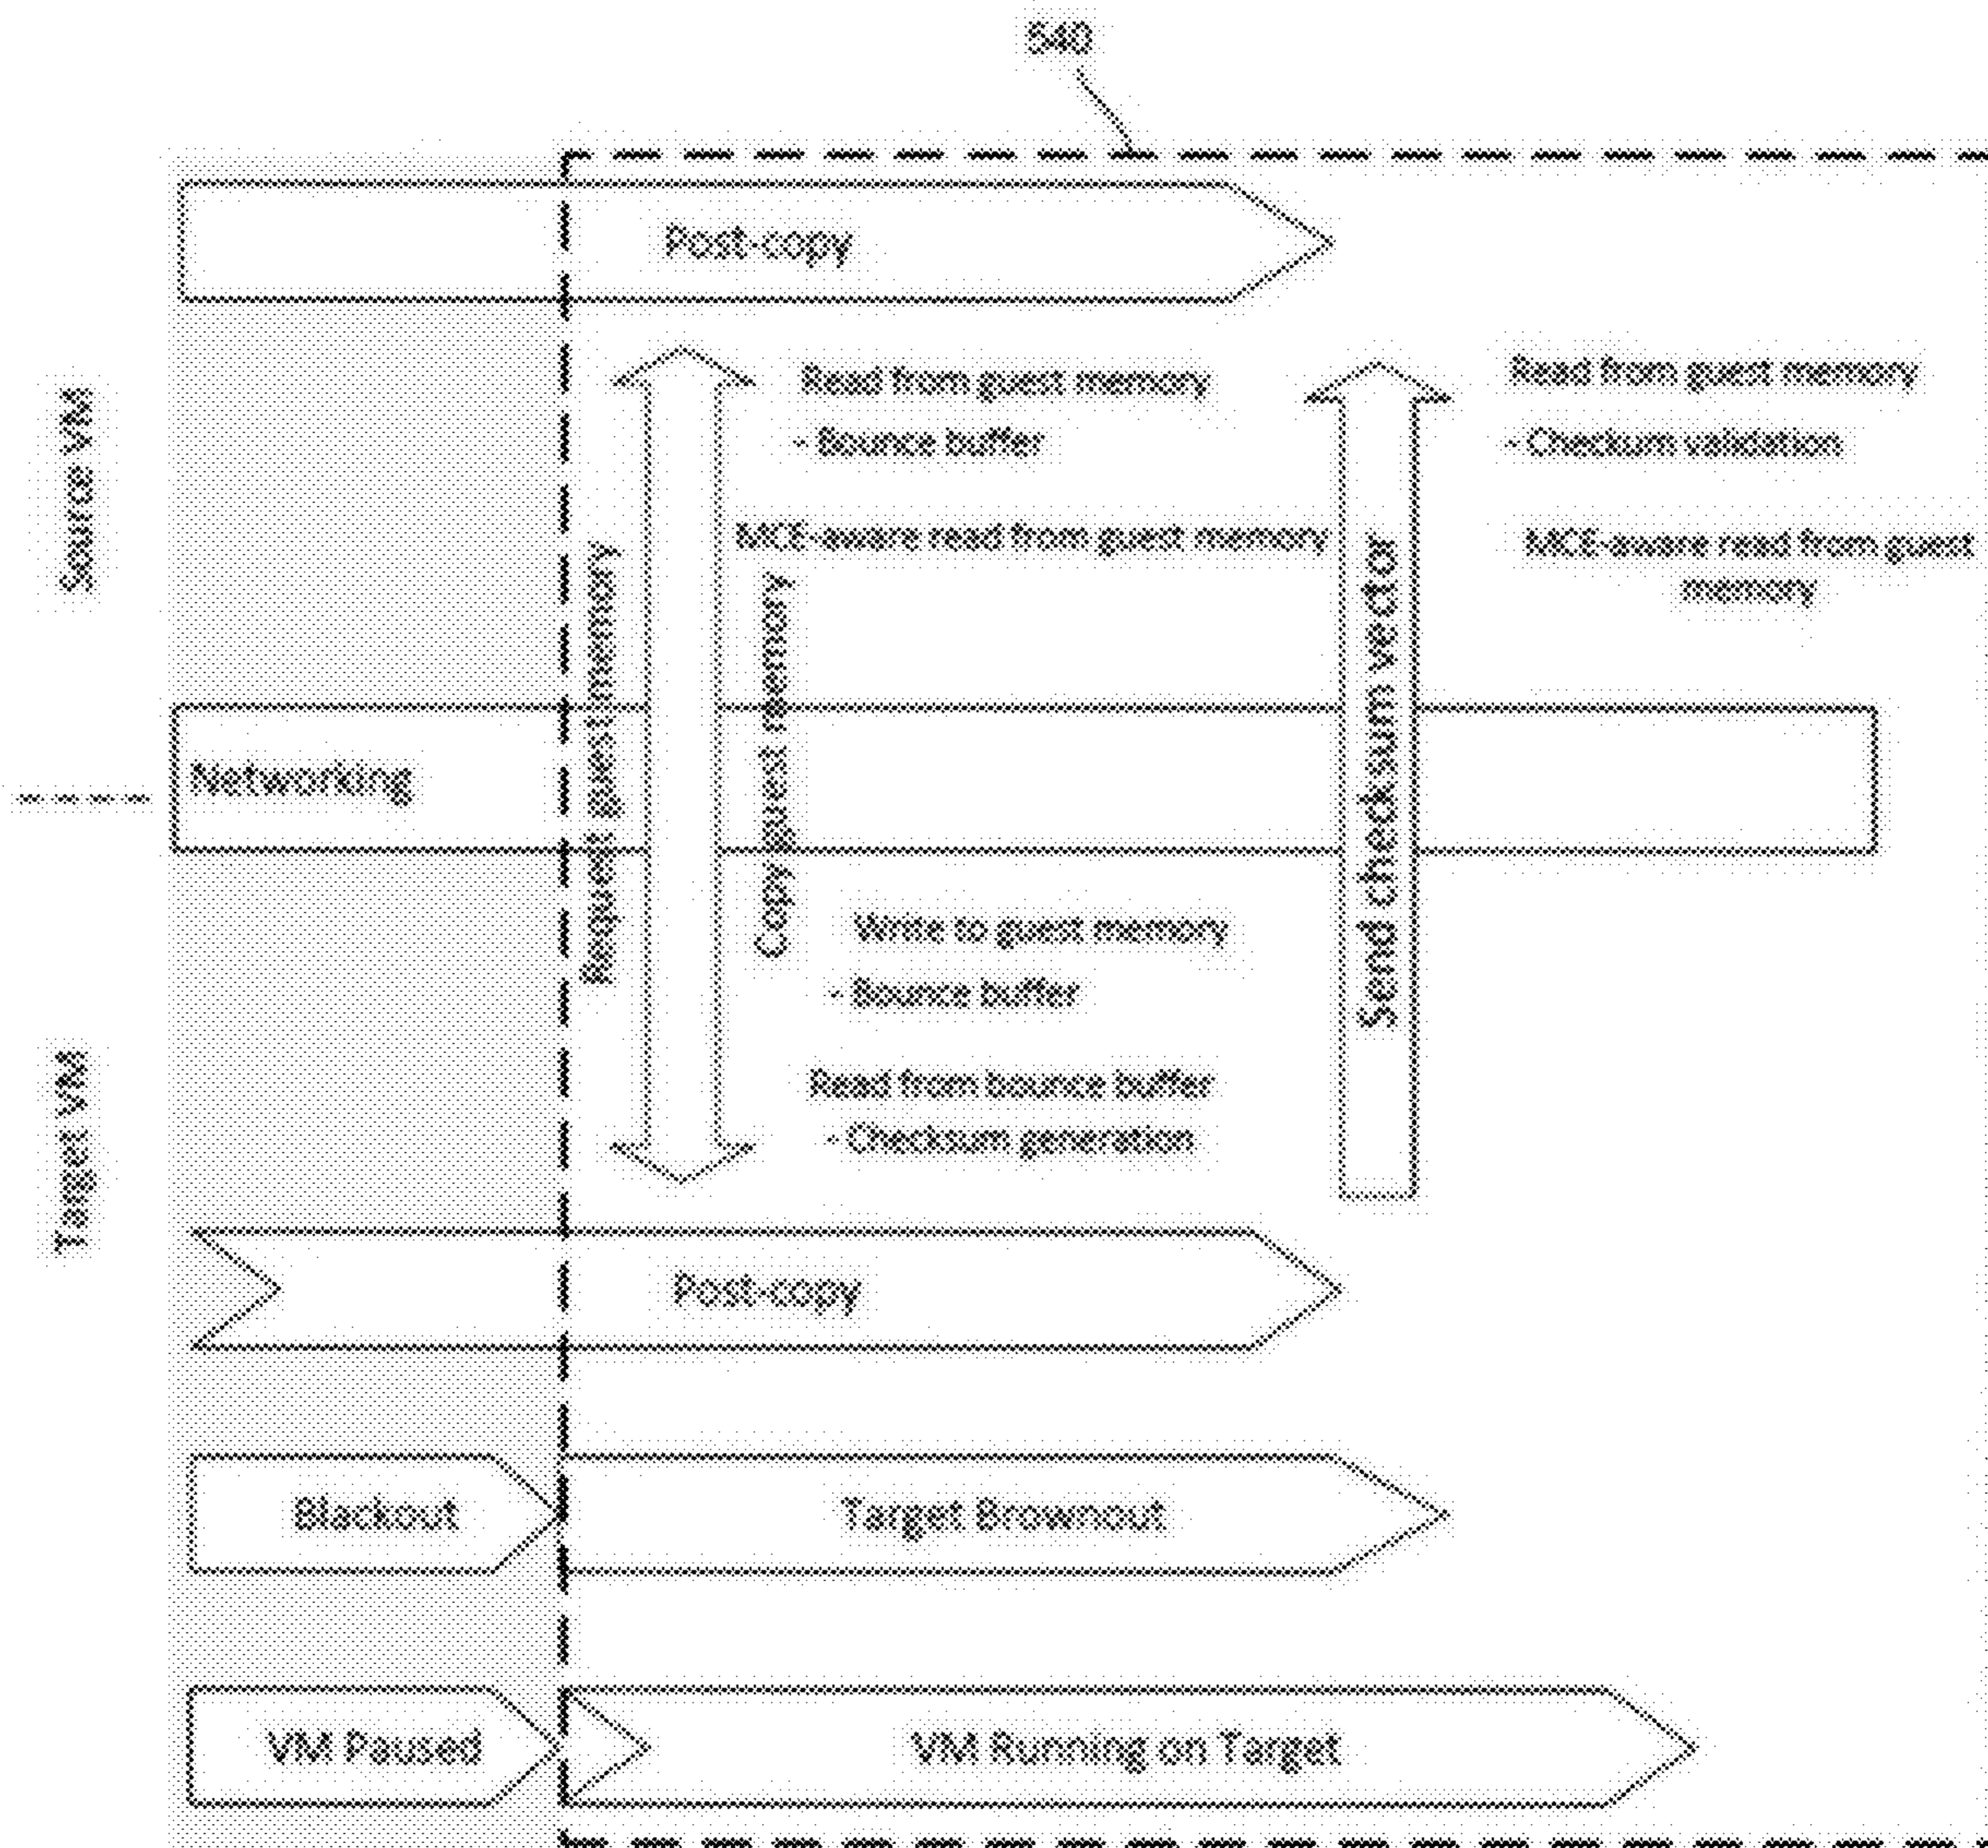 540
Post-copy
Source VM
Read from guest memory
- Bounce buffer
MCE-aware read from guest memory
Read from guest memory
- Checkum validation
MCE-aware read from guest
memory
Request guest memory
Copy guest memory
Send checksum vector
Networking
Target VM
Write to guest memory
- Bounce buffer
Read from bounce buffer
- Checksum generation
Post-copy
Blackout
Target Brownout
VM Paused
VM Running on Target